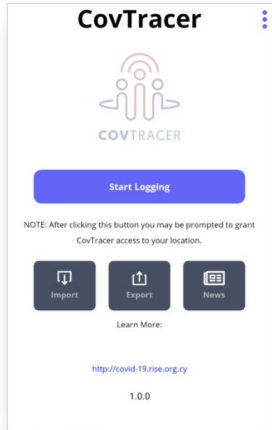 CovTracer
COVTRACER
Start Logging
NOTE: After clicking this button you may be prompted to grant
CovTracer access to your location.
Import Export News
Learn More:
http://covid-19.rise.org.cy
1.0.0